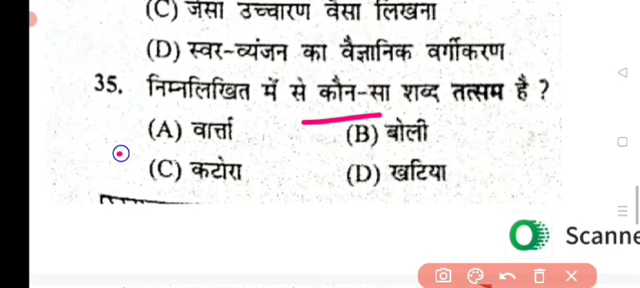 (C) जैसा उच्चारण वैसा लिखना
(D) स्वर-व्यंजन का वैज्ञानिक वर्गीकरण
35. निम्नलिखित में से कौन-सा शब्द तत्सम है ?
(A) वार्त्ता (B) बोली
(C) कटोरा (D) खटिया
Scanne